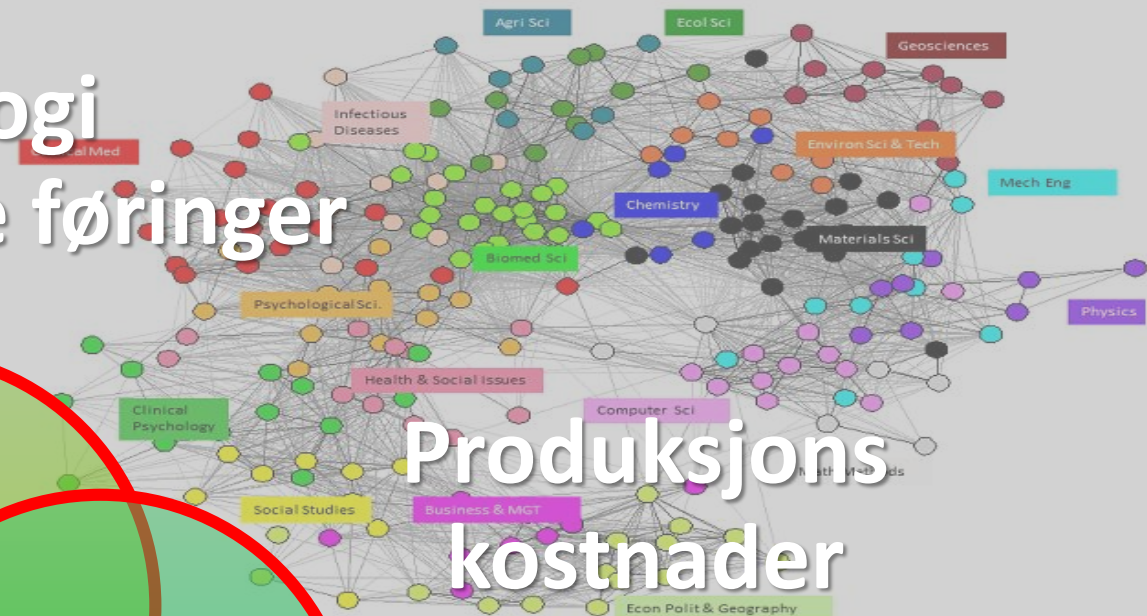 Agri Sci
Ecol Sci
Geosciences
ogi
Infectious
Diseases
Med
Environ Sci & Tech
føringer
Mech Eng
Chemistry
Materials Sci
Biomed Sci
Psychological Sci.
Physics
Health & Social Issues
Clinical
Psychology
Computer Sci
Produksjons
Social Studies
Business & MGT
kostnader
Econ Polit & Geography